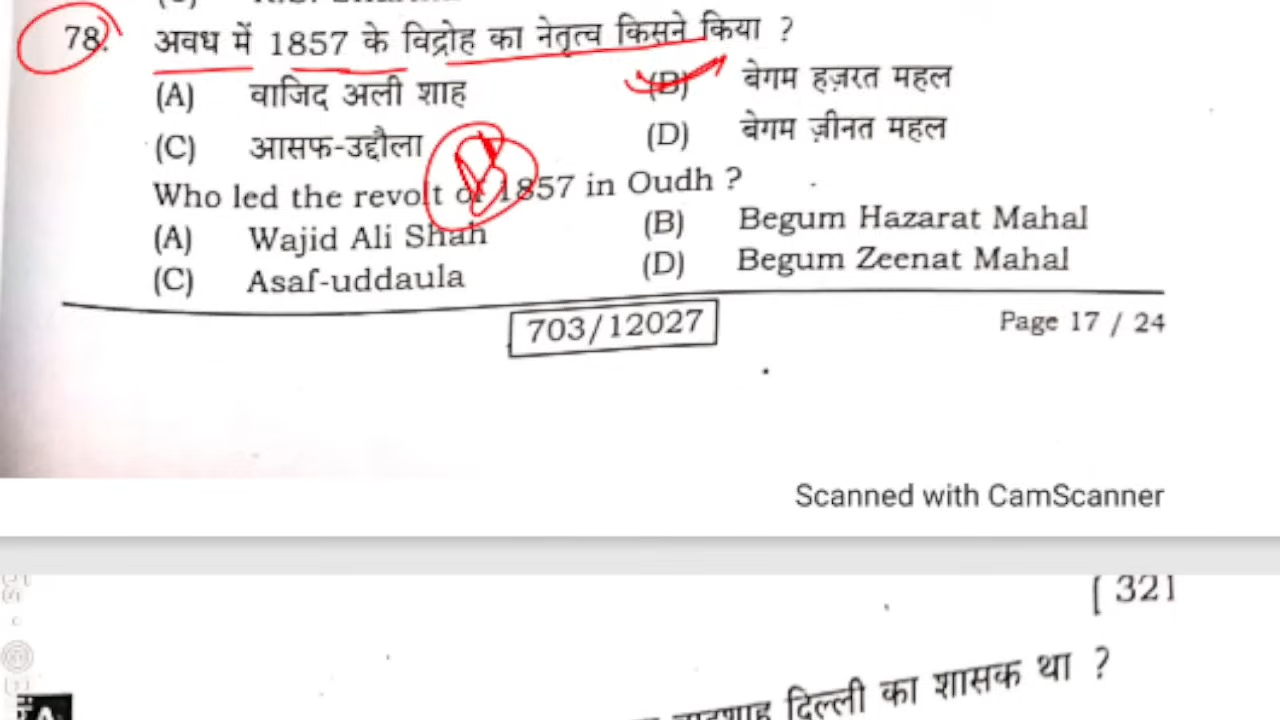 78. अवध में 1857 के विद्रोह का नेतृत्व किसने किया ?
(A) वाजिद अली शाह (B) बेगम हज़रत महल
(C) आसफ-उद्दौला (D) बेगम ज़ीनत महल
B
Who led the revolt of 1857 in Oudh ?
(A) Wajid Ali Shah (B) Begum Hazarat Mahal
(C) Asaf-uddaula (D) Begum Zeenat Mahal
703/12027 Page 17 / 24
Scanned with CamScanner
[ 32 ]
दिल्ली का शासक था ?
A